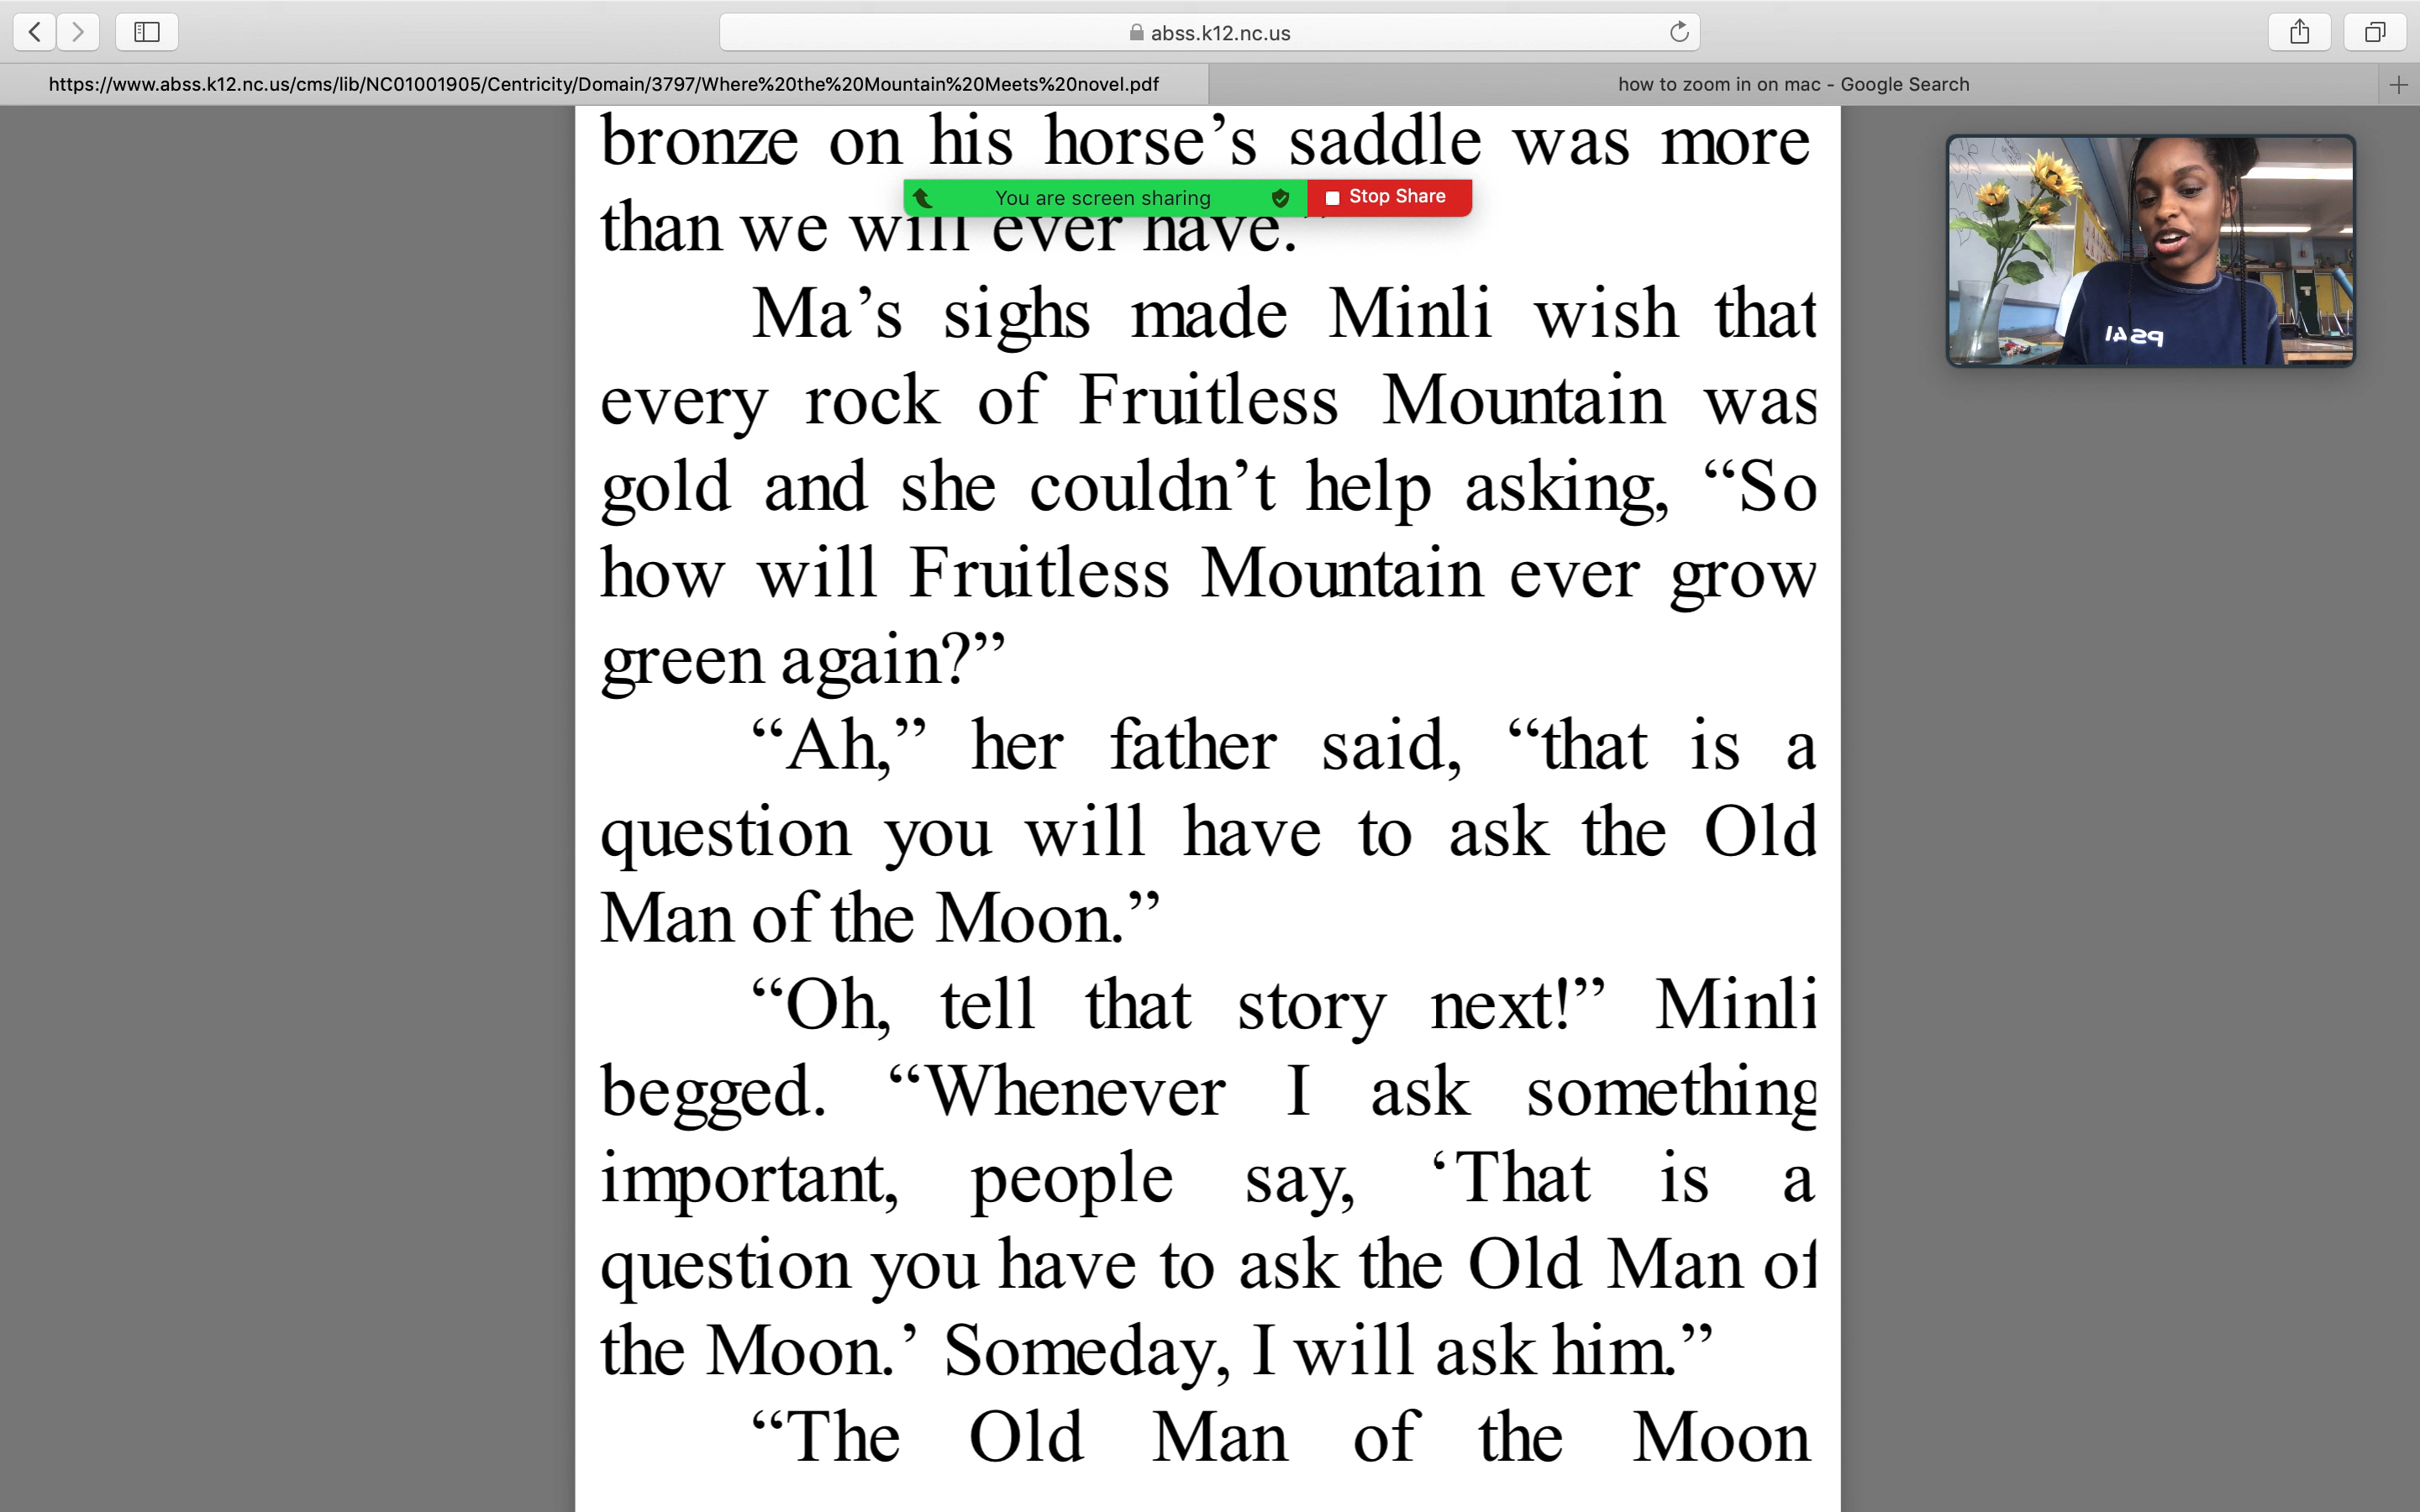 abss.k12.nc.us
https://www.abss.k12.nc.us/cms/lib/NC01001905/Centricity/Domain/3797/Where%20the%20Mountain%20Meets%20novel.pdf
how to zoom in on mac - Google Search
bronze on his horse’s saddle was more
You are screen sharing
Stop Share
than we will ever have.”
Ma’s sighs made Minli wish that
every rock of Fruitless Mountain was
gold and she couldn’t help asking, “So
how will Fruitless Mountain ever grow
green again?”
“Ah,” her father said, “that is a
question you will have to ask the Old
Man of the Moon.”
“Oh, tell that story next!” Minli
begged. “Whenever I ask something
important, people say, ‘That is a
question you have to ask the Old Man of
the Moon.’ Someday, I will ask him.”
“The Old Man of the Moon
PSAI